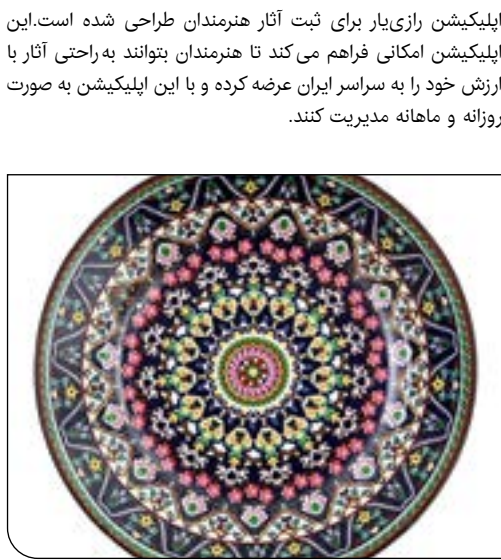 اپلیکیشن رازی‌یار برای ثبت آثار هنرمندان طراحی شده است.این
اپلیکیشن امکانی فراهم می‌کند تا هنرمندان بتوانند به‌راحتی آثار با
ارزش خود را به سراسر ایران عرضه کرده و با این اپلیکیشن به صورت
روزانه و ماهانه مدیریت کنند.